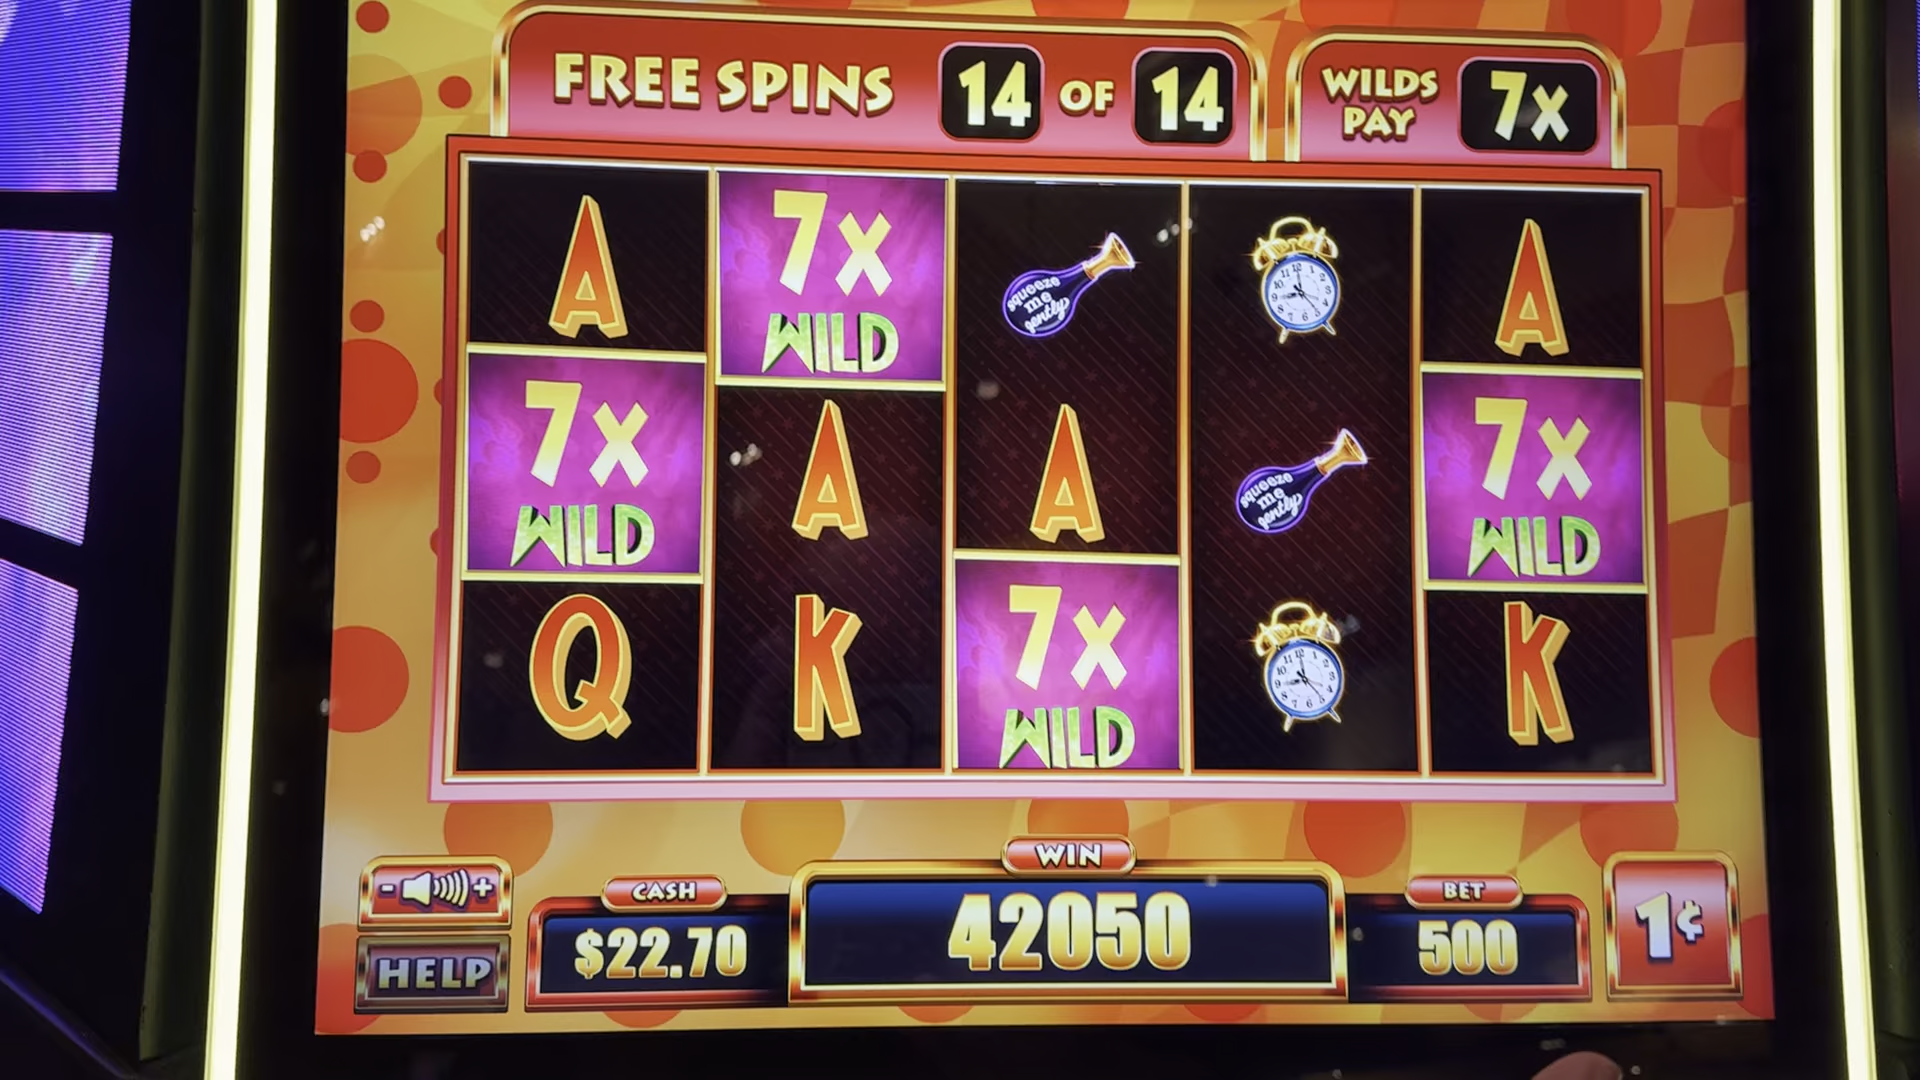 FREE SPINS 14 OF 14
WILDS PAY 7x
A
7x WILD
squeeze me gently
A
7x WILD
A
A
squeeze me gently
7x WILD
Q
K
7x WILD
K
- +
HELP
CASH
$22.70
WIN
42050
BET
500
1¢